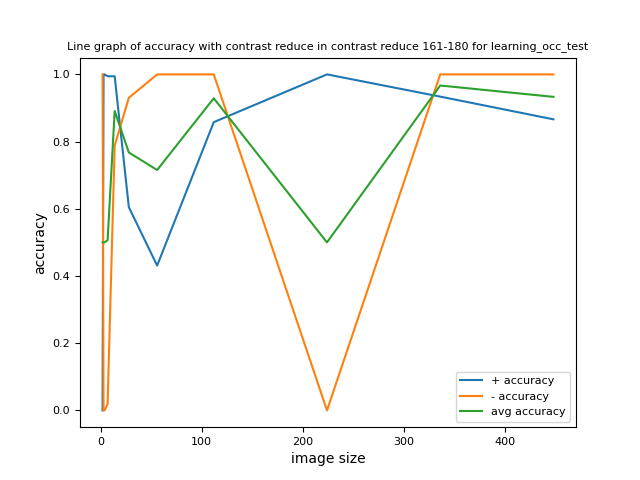 Line graph of accuracy with contrast reduce in contrast reduce 161-180 for learning_occ_test
1.0
0.8
0.6
0.4
0.2
0.0
accuracy
0 100 200 300 400
image size
+ accuracy
- accuracy
avg accuracy